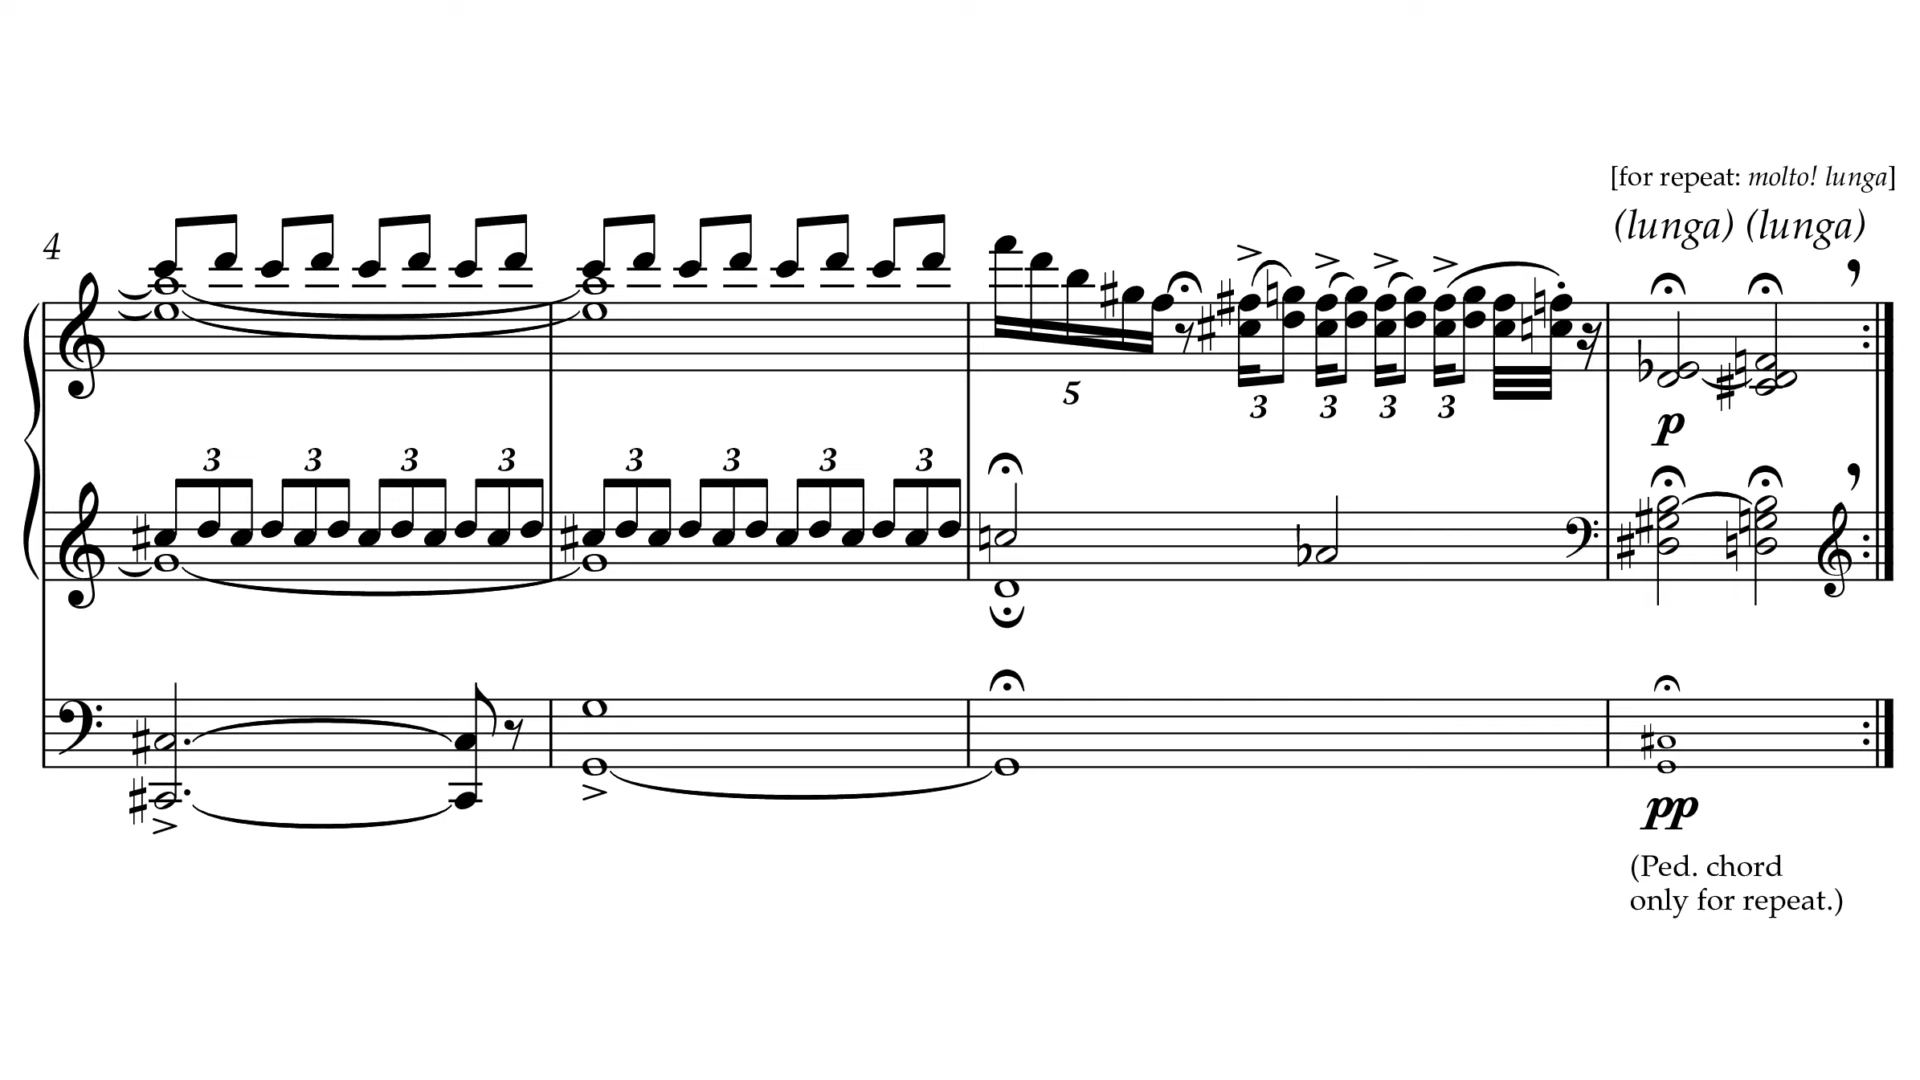 [for repeat: molto! lunga]
(lunga) (lunga)
4
5
3 3 3 3
p
3 3 3 3 3 3 3 3
pp
(Ped. chord
only for repeat.)